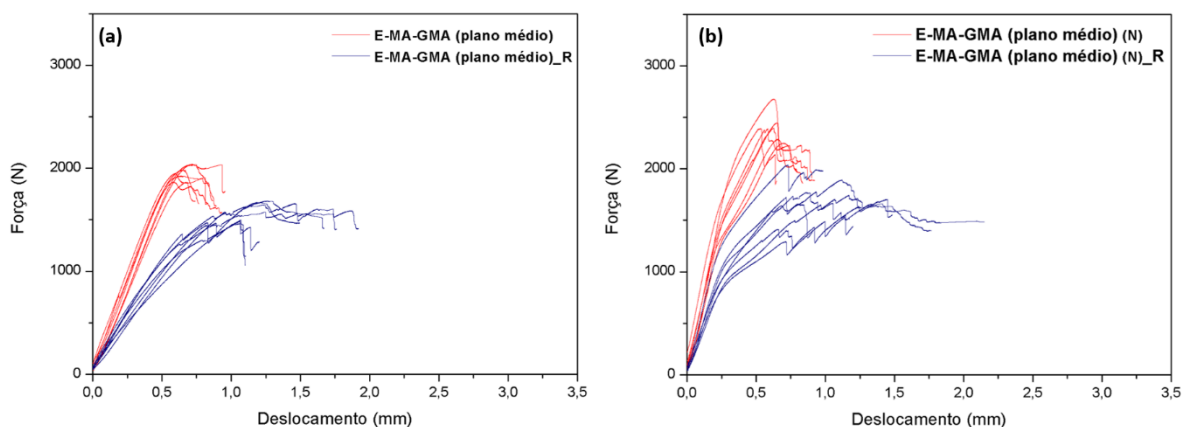 (a)
E-MA-GMA (plano médio)
E-MA-GMA (plano médio)_R
3000
2000
1000
0
Força (N)
0,0 0,5 1,0 1,5 2,0 2,5 3,0 3,5
Deslocamento (mm)
(b)
E-MA-GMA (plano médio) (N)
E-MA-GMA (plano médio) (N)_R
3000
2000
1000
0
Força (N)
0,0 0,5 1,0 1,5 2,0 2,5 3,0 3,5
Deslocamento (mm)